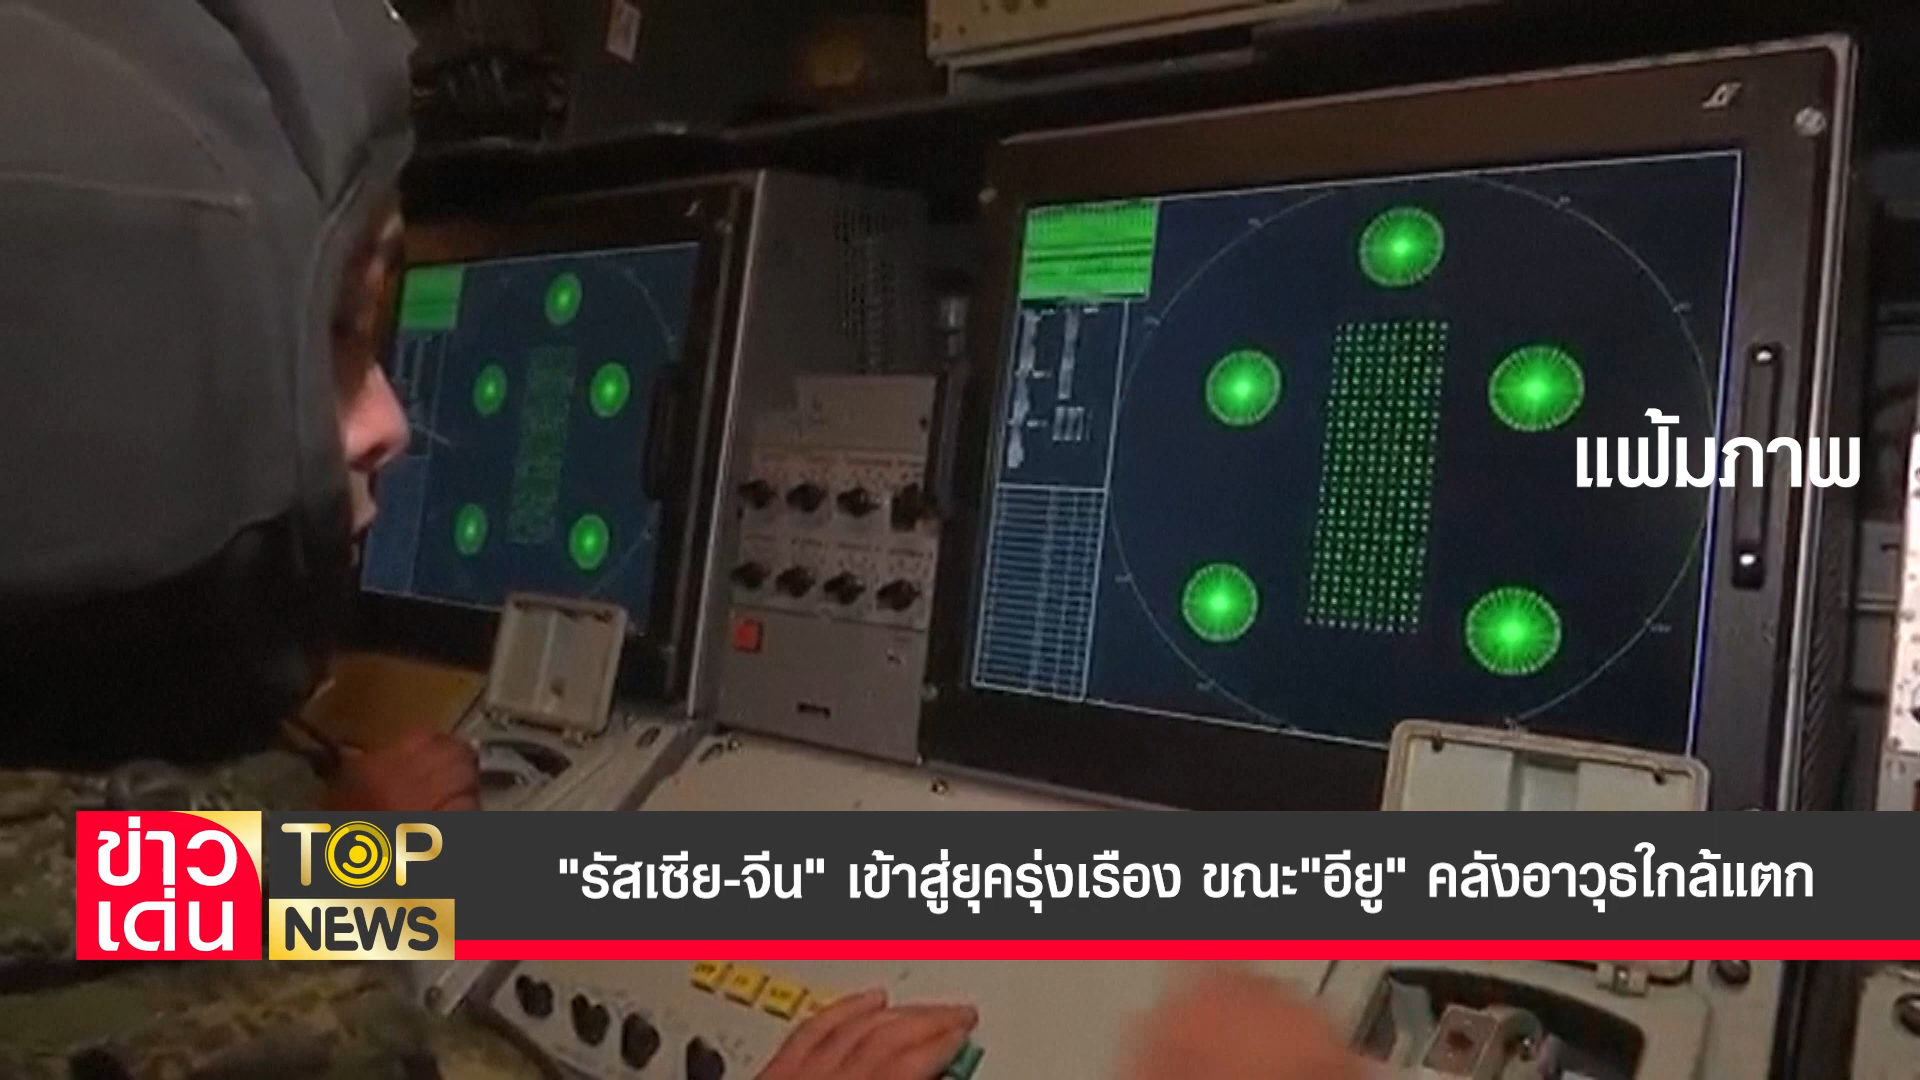 แฟ้มภาพ
ข่าว
เด่น
TOP
NEWS
"รัสเซีย-จีน" เข้าสู่ยุครุ่งเรือง ขณะ"อียู" คลังอาวุธใกล้แตก